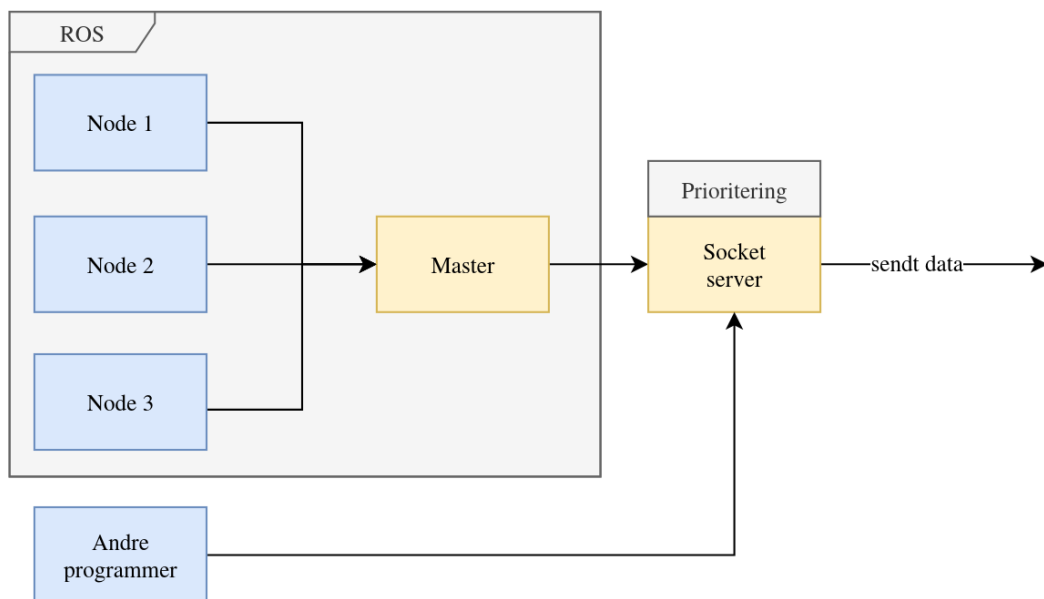 ROS
Node 1
Node 2
Node 3
Master
Prioritering
Socket
server
sendt data
Andre
programmer